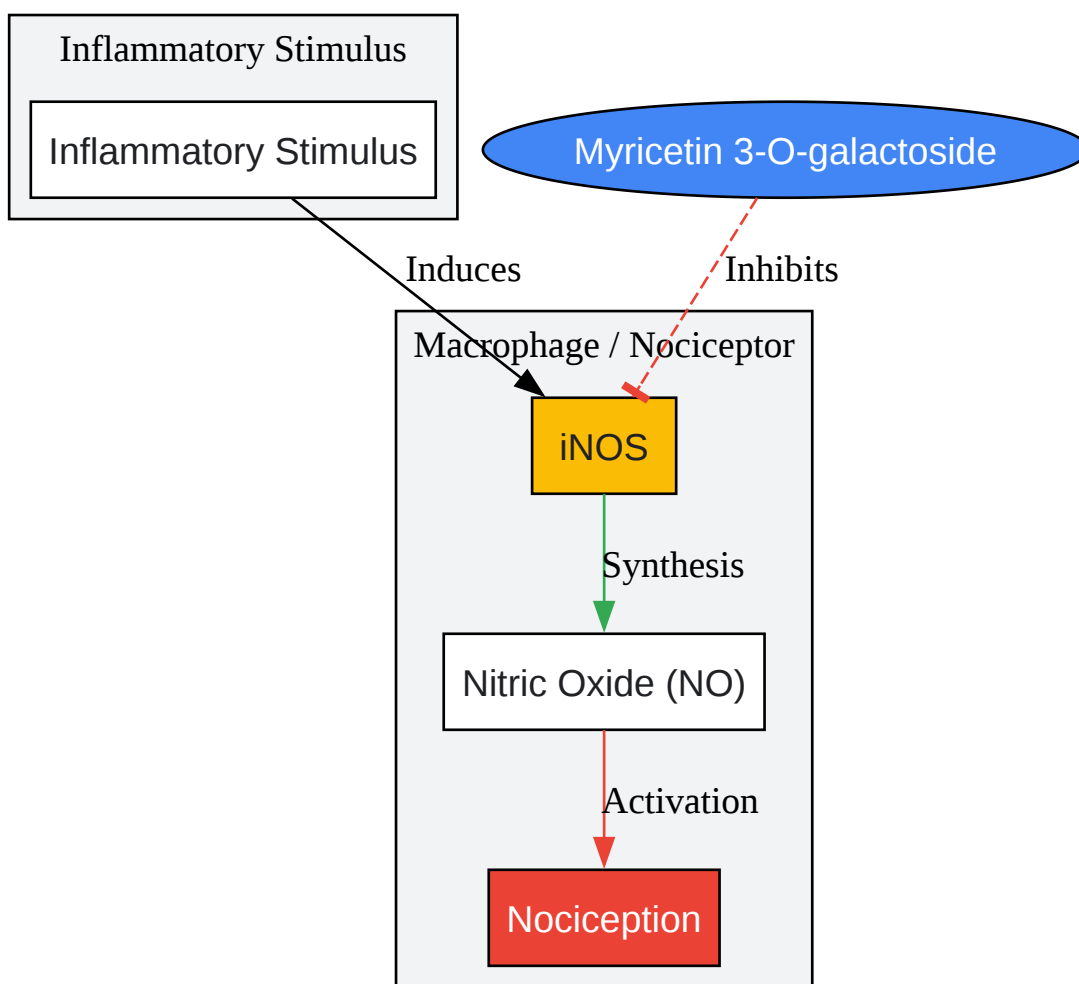 Inflammatory Stimulus
Inflammatory Stimulus
Myricetin 3-O-galactoside
Induces
Inhibits
Macrophage / Nociceptor
iNOS
Synthesis
Nitric Oxide (NO)
Activation
Nociception